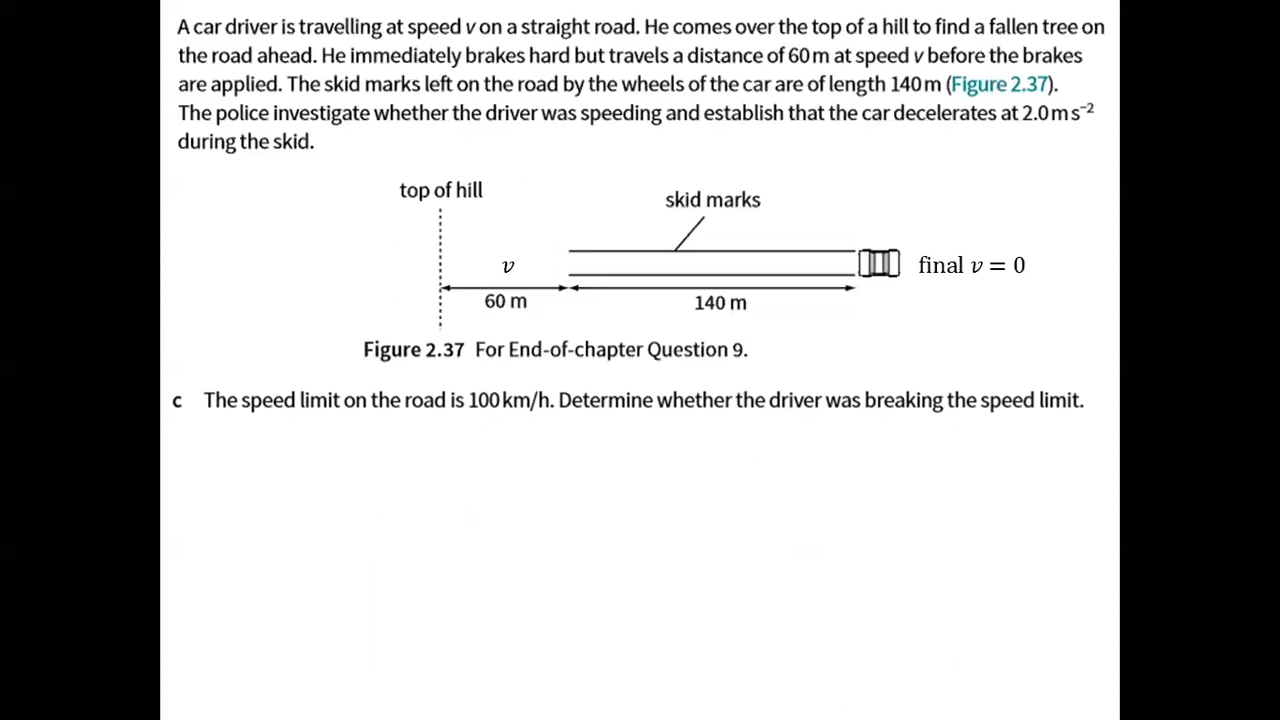 A car driver is travelling at speed v on a straight road. He comes over the top of a hill to find a fallen tree on
the road ahead. He immediately brakes hard but travels a distance of 60 m at speed v before the brakes
are applied. The skid marks left on the road by the wheels of the car are of length 140 m (Figure 2.37).
The police investigate whether the driver was speeding and establish that the car decelerates at 2.0 m s⁻²
during the skid.
top of hill
skid marks
v
final v = 0
60 m
140 m
Figure 2.37 For End-of-chapter Question 9.
c The speed limit on the road is 100 km/h. Determine whether the driver was breaking the speed limit.